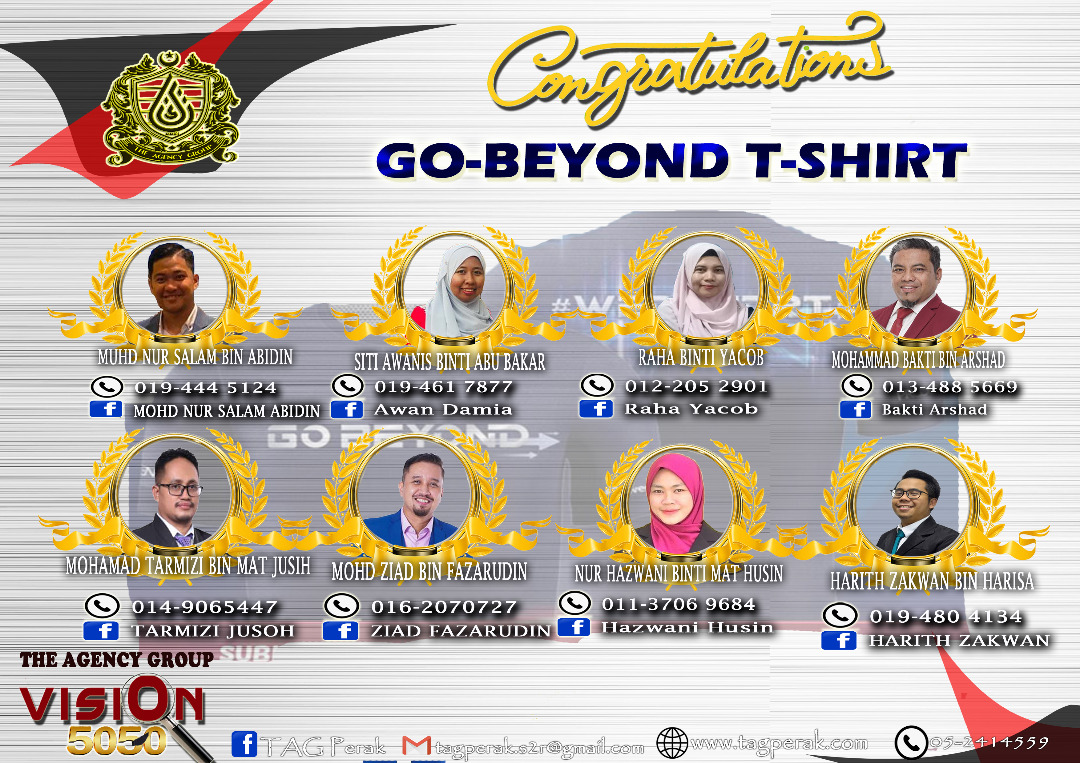 THE AGENCY GROUP
Congratulations
GO-BEYOND T-SHIRT
MUHD NUR SALAM BIN ABIDIN
019-444 5124
MOHD NUR SALAM ABIDIN
SITI AWANIS BINTI ABU BAKAR
019-461 7877
Awan Damia
RAHA BINTI YACOB
012-205 2901
Raha Yacob
MOHAMMAD BAKTI BIN ARSHAD
013-488 5669
Bakti Arshad
GO BEYOND
MOHAMAD TARMIZI BIN MAT JUSIH
014-9065447
TARMIZI JUSOH
MOHD ZIAD BIN FAZARUDIN
016-2070727
ZIAD FAZARUDIN
NUR HAZWANI BINTI MAT HUSIN
011-3706 9684
Hazwani Husin
HARITH ZAKWAN BIN HARISA
019-480 4134
HARITH ZAKWAN
THE AGENCY GROUP
SUB
VISION
5050
TAG Perak
tagperak.s2r@gmail.com
www.tagperak.com
05-2414559